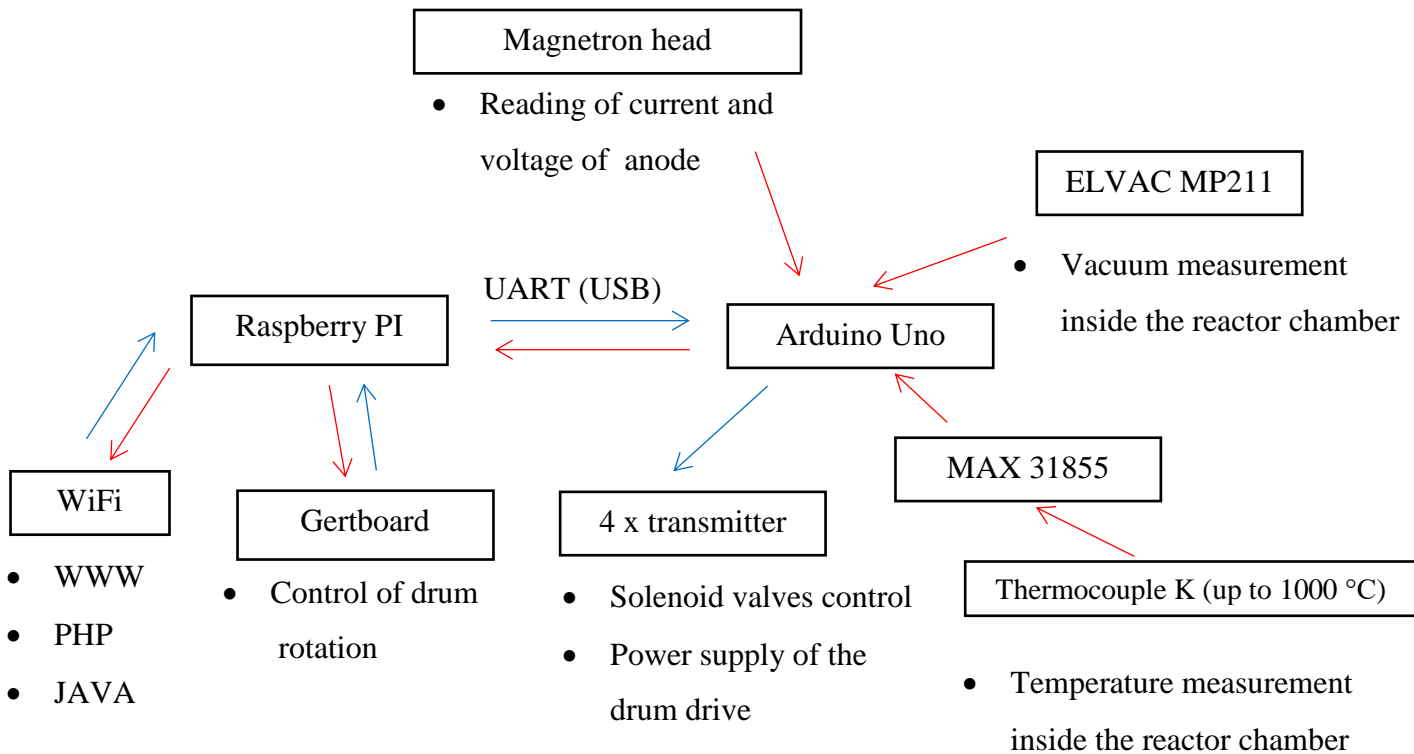 Magnetron head
• Reading of current and
voltage of anode
ELVAC MP211
• Vacuum measurement
inside the reactor chamber
UART (USB)
Raspberry PI
Arduino Uno
MAX 31855
WiFi
• WWW
• PHP
• JAVA
Gertboard
• Control of drum
rotation
4 x transmitter
• Solenoid valves control
• Power supply of the
drum drive
Thermocouple K (up to 1000 °C)
• Temperature measurement
inside the reactor chamber